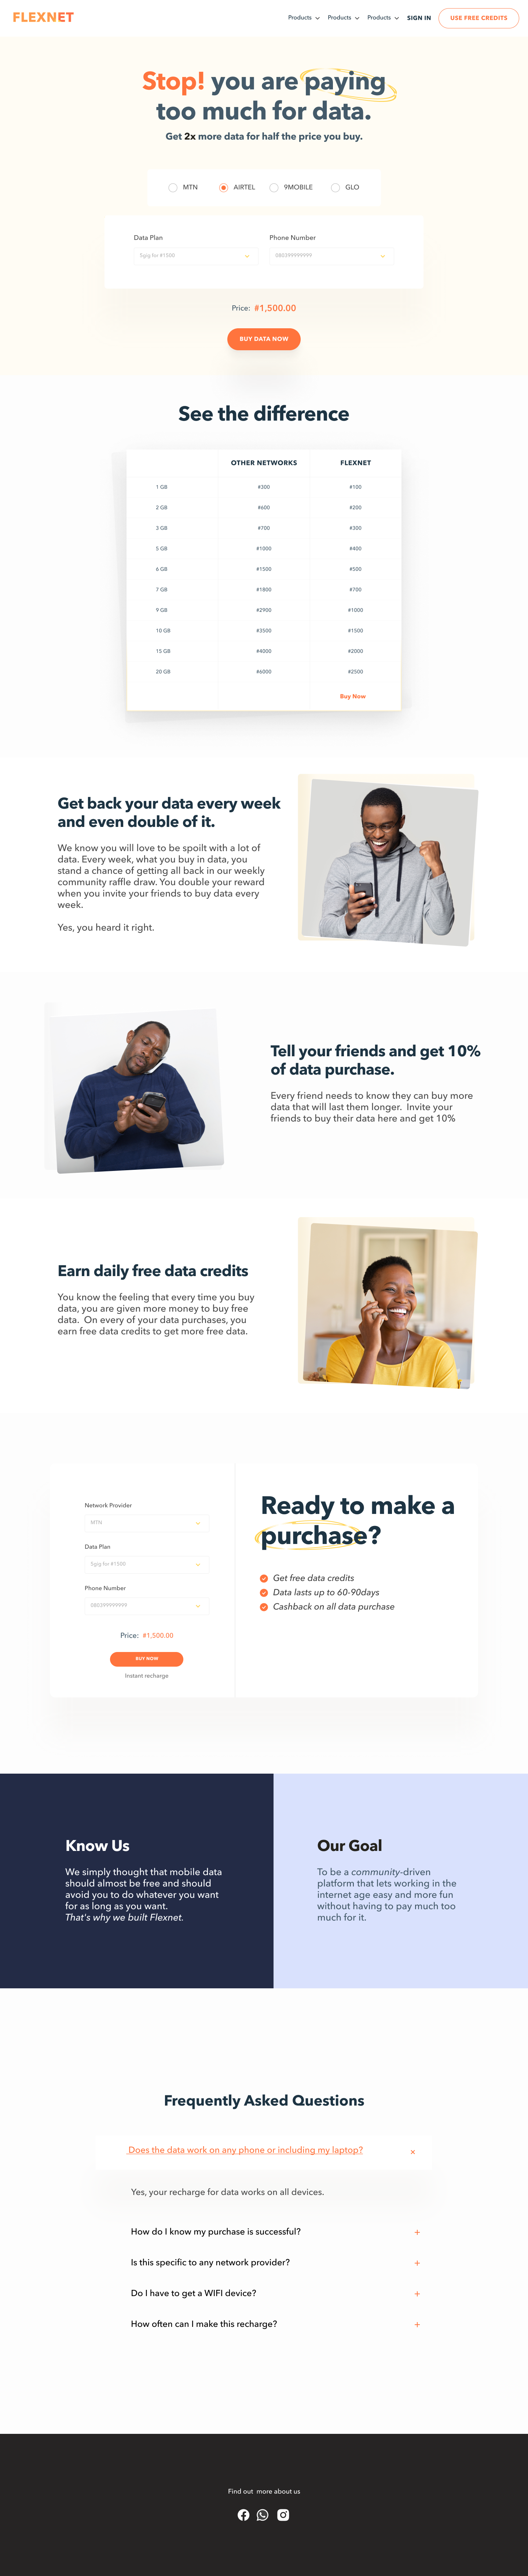 FLEXNET
Products Products Products SIGN IN USE FREE CREDITS
Stop! you are paying
too much for data.
Get 2x more data for half the price you buy.
MTN AIRTEL 9MOBILE GLO
Data Plan Phone Number
5gig for #1500 080399999999
Price: #1,500.00
BUY DATA NOW
See the difference
OTHER NETWORKS FLEXNET
1 GB #300 #100
2 GB #600 #200
3 GB #700 #300
5 GB #1000 #400
6 GB #1500 #500
7 GB #1800 #700
9 GB #2900 #1000
10 GB #3500 #1500
15 GB #4000 #2000
20 GB #6000 #2500
Buy Now
Get back your data every week
and even double of it.
We know you will love to be spoilt with a lot of
data. Every week, what you buy in data, you
stand a chance of getting all back in our weekly
community raffle draw. You double your reward
when you invite your friends to buy data every
week.
Yes, you heard it right.
Tell your friends and get 10%
of data purchase.
Every friend needs to know they can buy more
data that will last them longer. Invite your
friends to buy their data here and get 10%
Earn daily free data credits
You know the feeling that every time you buy
data, you are given more money to buy free
data. On every of your data purchases, you
earn free data credits to get more free data.
Network Provider
MTN
Data Plan
5gig for #1500
Phone Number
080399999999
Price: #1,500.00
BUY NOW
Instant recharge
Ready to make a
purchase?
Get free data credits
Data lasts up to 60-90days
Cashback on all data purchase
Know Us
We simply thought that mobile data
should almost be free and should
avoid you to do whatever you want
for as long as you want.
That's why we built Flexnet.
Our Goal
To be a community-driven
platform that lets working in the
internet age easy and more fun
without having to pay much too
much for it.
Frequently Asked Questions
Does the data work on any phone or including my laptop?
Yes, your recharge for data works on all devices.
How do I know my purchase is successful?
Is this specific to any network provider?
Do I have to get a WIFI device?
How often can I make this recharge?
Find out more about us